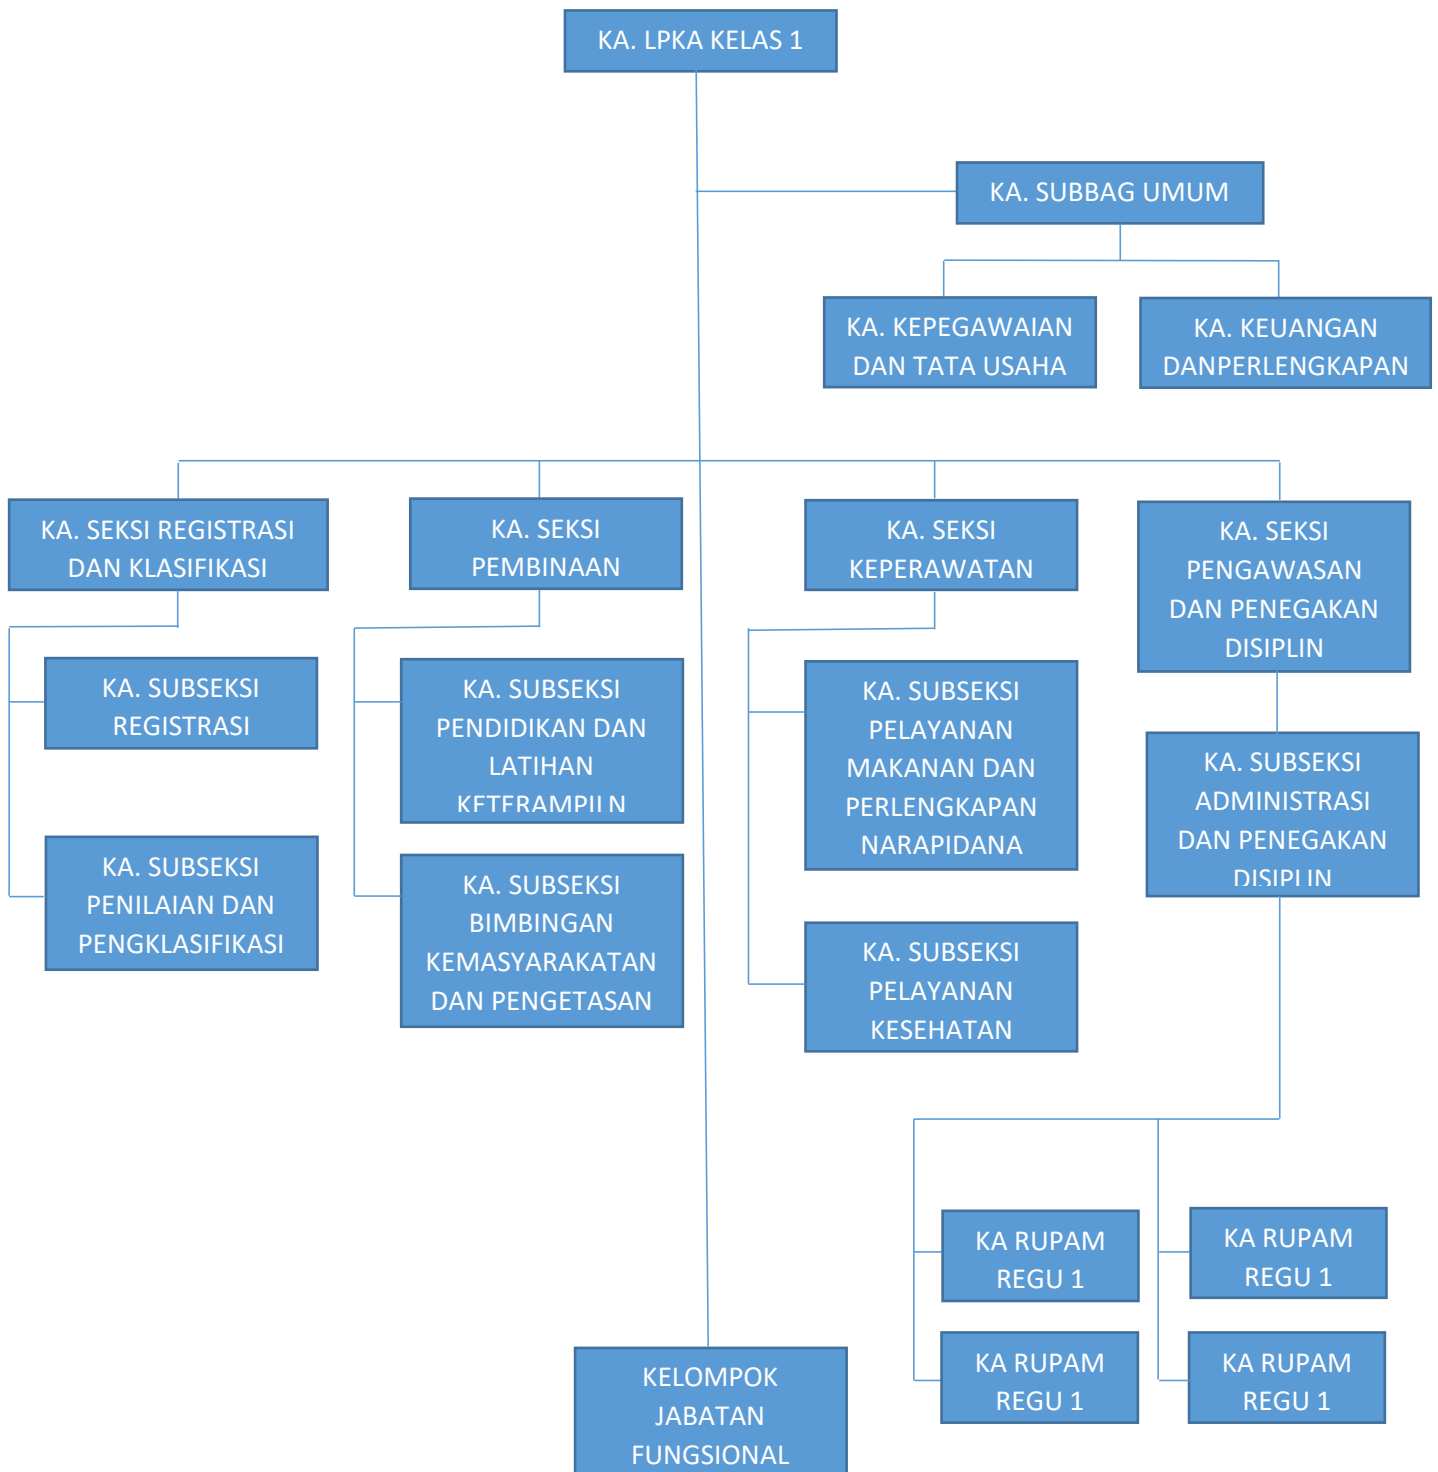 KA. LPKA KELAS 1
KA. SUBBAG UMUM
KA. KEPEGAWAIAN
DAN TATA USAHA
KA. KEUANGAN
DANPERLENGKAPAN
KA. SEKSI REGISTRASI
DAN KLASIFIKASI
KA. SEKSI
PEMBINAAN
KA. SEKSI
KEPERAWATAN
KA. SEKSI
PENGAWASAN
DAN PENEGAKAN
DISIPLIN
KA. SUBSEKSI
REGISTRASI
KA. SUBSEKSI
PENILAIAN DAN
PENGKLASIFIKASI
KA. SUBSEKSI
PENDIDIKAN DAN
LATIHAN
KETERAMPILN
KA. SUBSEKSI
BIMBINGAN
KEMASYARAKATAN
DAN PENGETASAN
KA. SUBSEKSI
PELAYANAN
MAKANAN DAN
PERLENGKAPAN
NARAPIDANA
KA. SUBSEKSI
PELAYANAN
KESEHATAN
KA. SUBSEKSI
ADMINISTRASI
DAN PENEGAKAN
DISIPLIN
KA RUPAM
REGU 1
KA RUPAM
REGU 1
KA RUPAM
REGU 1
KA RUPAM
REGU 1
KELOMPOK
JABATAN
FUNGSIONAL